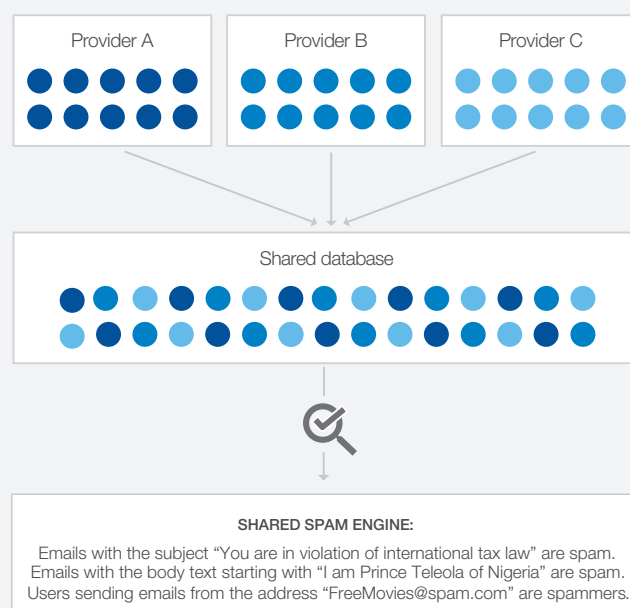 Provider A
Provider B
Provider C
Shared database
SHARED SPAM ENGINE:
Emails with the subject “You are in violation of international tax law” are spam.
Emails with the body text starting with “I am Prince Teleola of Nigeria” are spam.
Users sending emails from the address “FreeMovies@spam.com” are spammers.